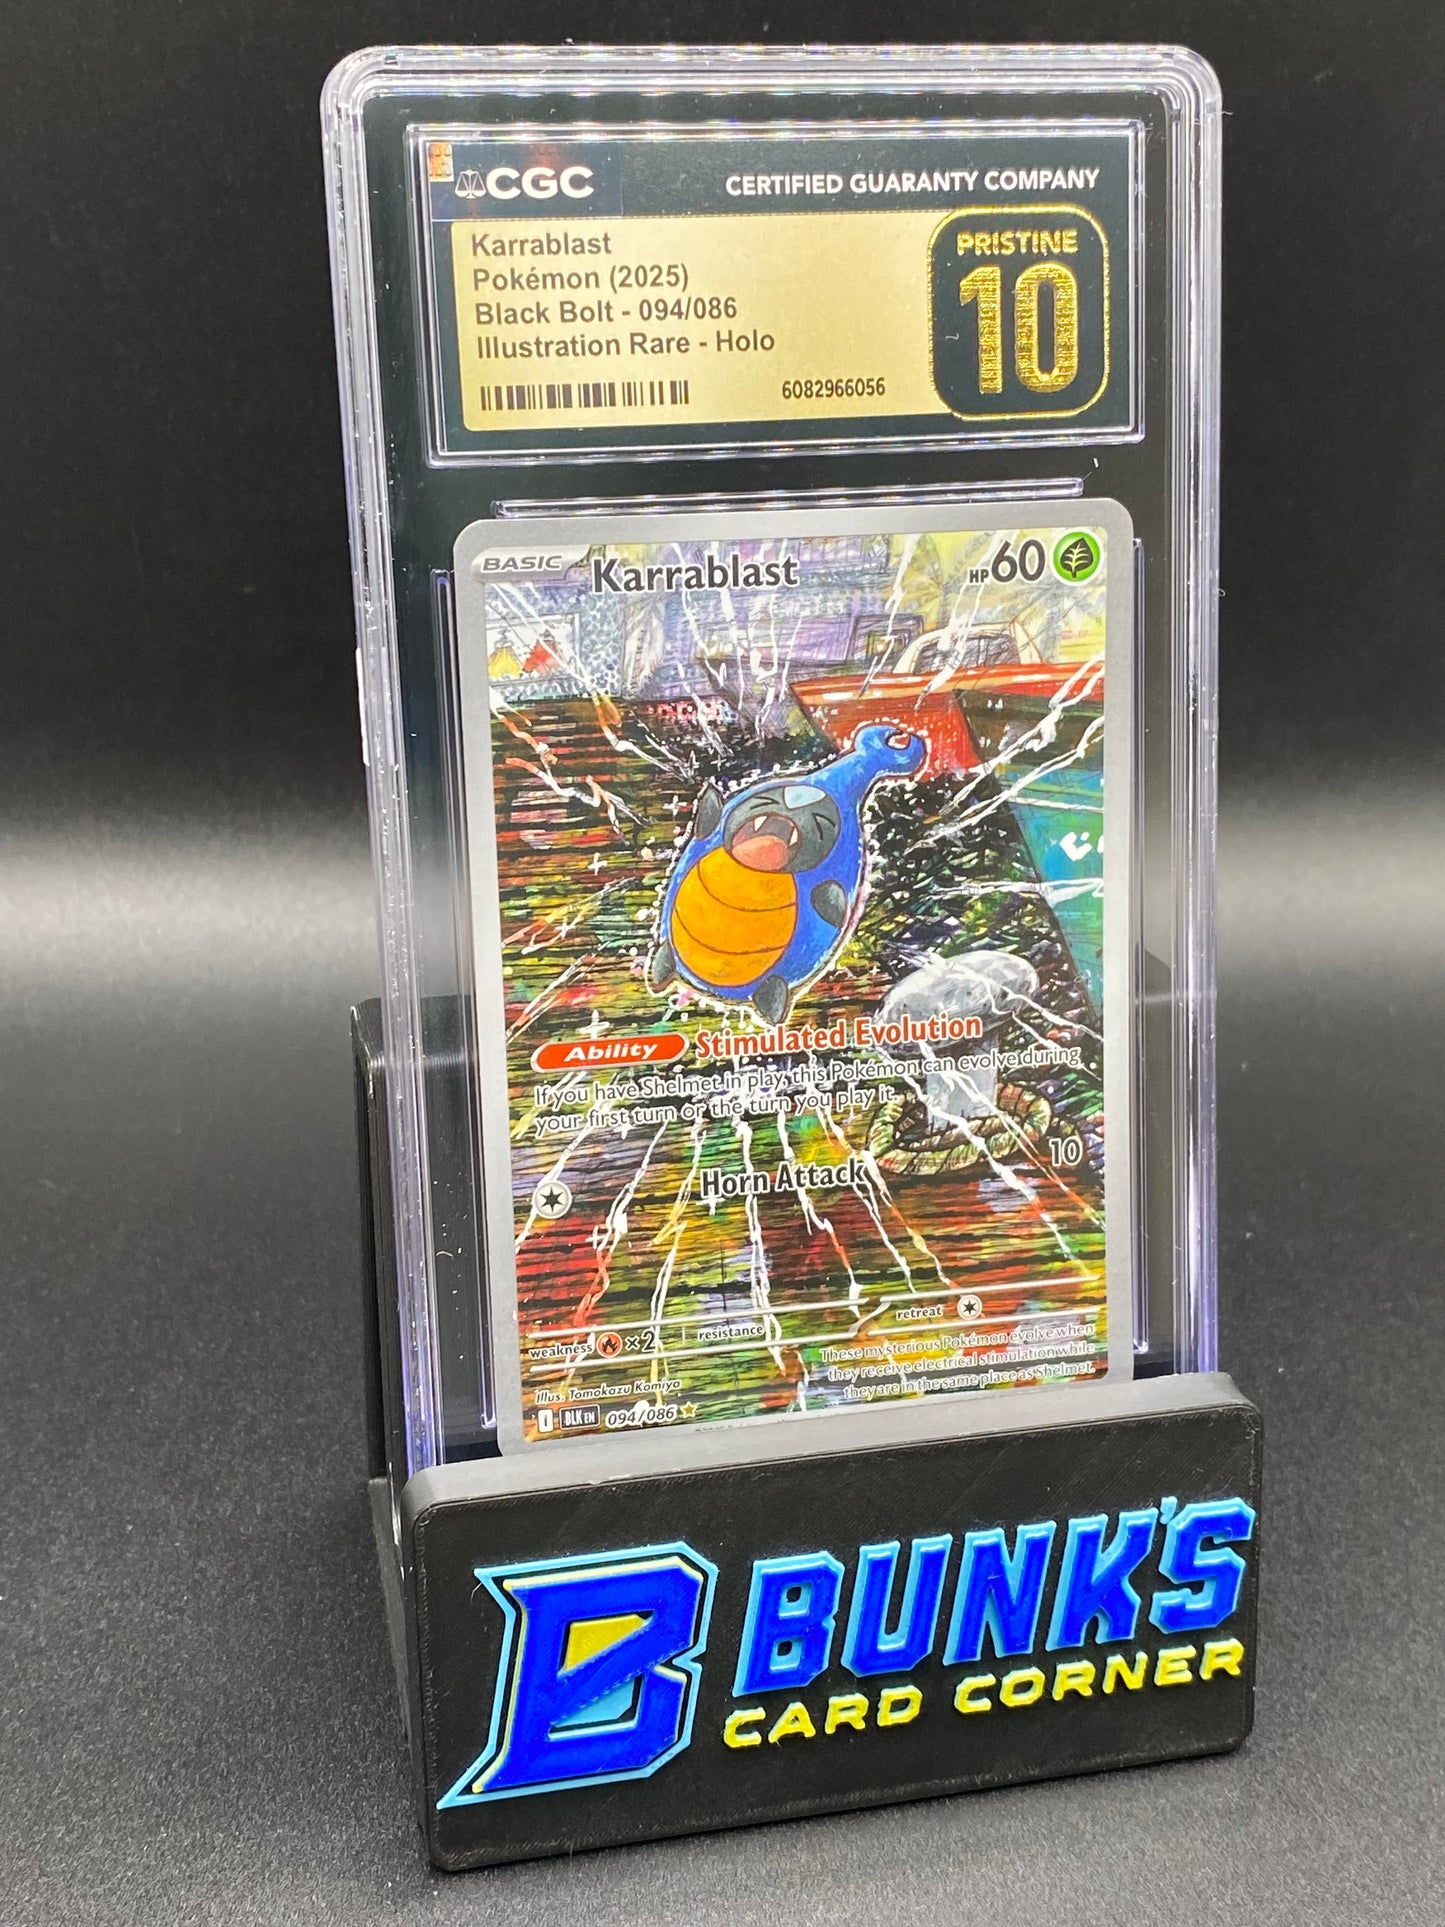 CGC
CERTIFIED GUARANTY COMPANY
Karrablast
Pokémon (2025)
Black Bolt - 094/086
Illustration Rare - Holo
6082966056
PRISTINE
10
BASIC
Karrablast
HP 60
Ability Stimulated Evolution
If you have Shelmet in play, this Pokémon can evolve during
your first turn or the turn you play it.
Horn Attack 10
weakness ×2 resistance retreat
These mysterious Pokémon evolve when
they receive electrical stimulation while
they are in the same place as Shelmet.
Illus. Tomokazu Komiya
I BLK EN 094/086
B BUNK'S
CARD CORNER